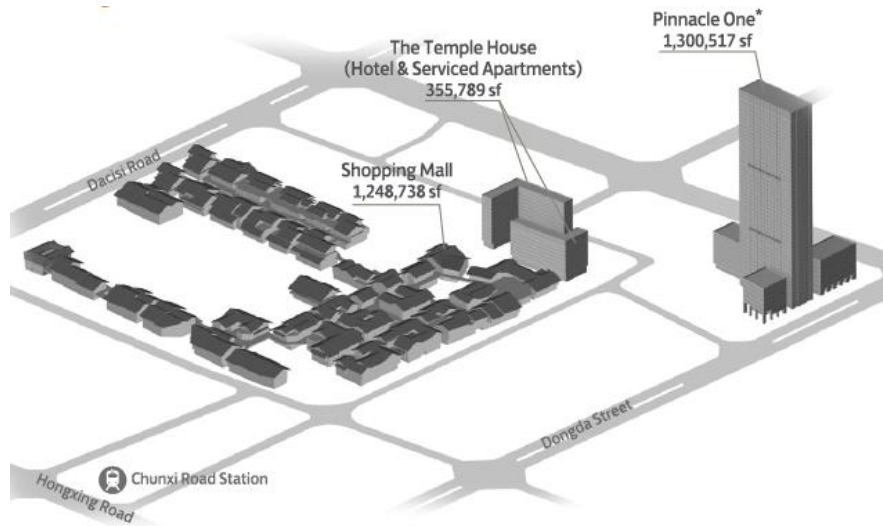 Pinnacle One*
1,300,517 sf
The Temple House
(Hotel & Serviced Apartments)
355,789 sf
Dacisi Road
Shopping Mall
1,248,738 sf
Dongda Street
Chunxi Road Station
Hongxing Road